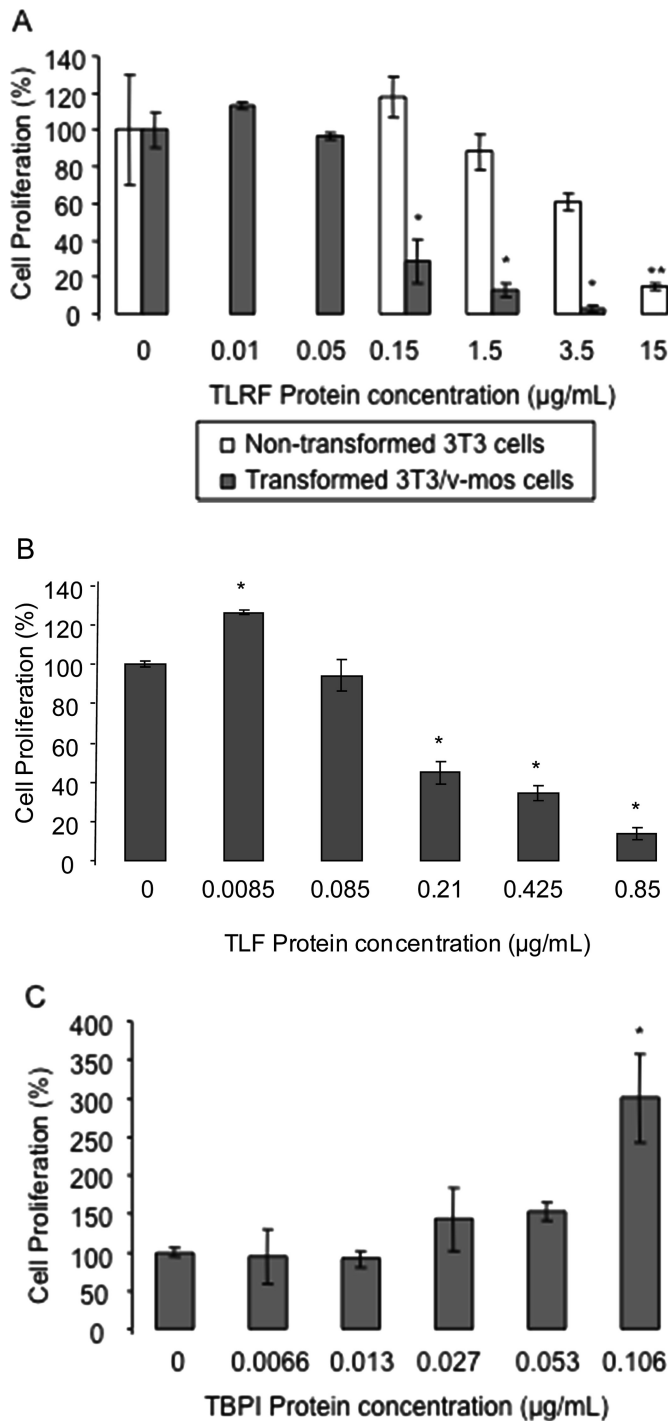 A
Cell Proliferation (%)
140
120
100
80
60
40
20
0
*
*
*
**
0 0.01 0.05 0.15 1.5 3.5 15
TLRF Protein concentration (µg/mL)
Non-transformed 3T3 cells
Transformed 3T3/v-mos cells
B
Cell Proliferation (%)
140
120
100
80
60
40
20
0
*
*
*
*
0 0.0085 0.085 0.21 0.425 0.85
TLF Protein concentration (µg/mL)
C
Cell Proliferation (%)
400
350
300
250
200
150
100
50
0
*
0 0.0066 0.013 0.027 0.053 0.106
TBPI Protein concentration (µg/mL)